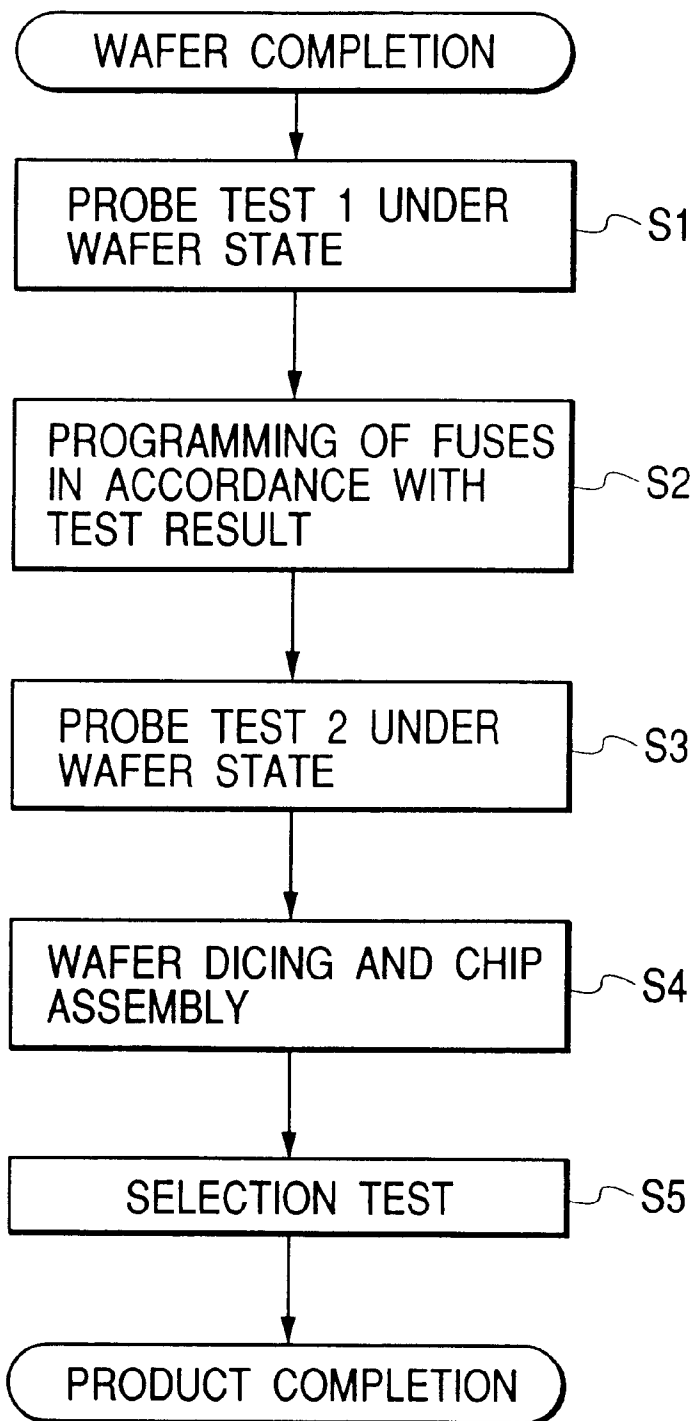 WAFER COMPLETION
PROBE TEST 1 UNDER
WAFER STATE
S1
PROGRAMMING OF FUSES
IN ACCORDANCE WITH
TEST RESULT
S2
PROBE TEST 2 UNDER
WAFER STATE
S3
WAFER DICING AND CHIP
ASSEMBLY
S4
SELECTION TEST
S5
PRODUCT COMPLETION